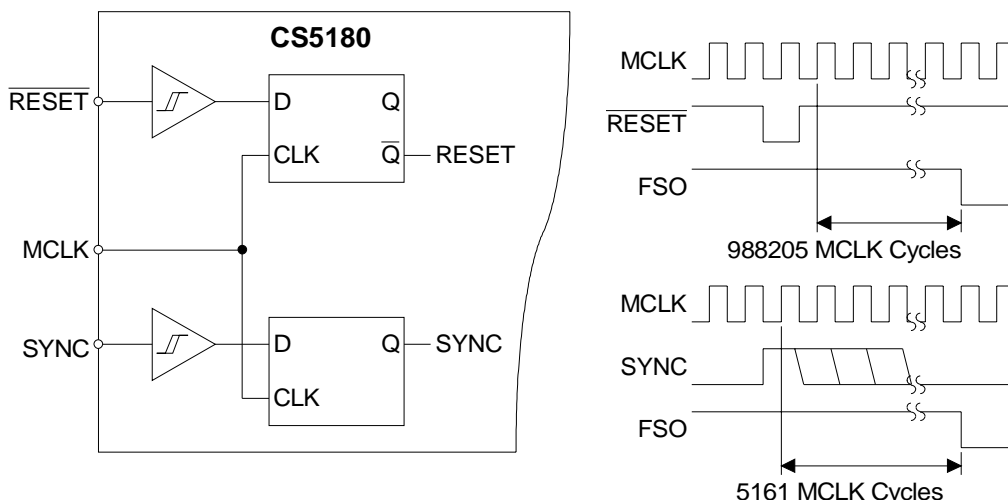 CS5180
RESET
D
Q
CLK
Q
RESET
MCLK
SYNC
D
Q
SYNC
CLK
MCLK
RESET
FSO
988205 MCLK Cycles
MCLK
SYNC
FSO
5161 MCLK Cycles